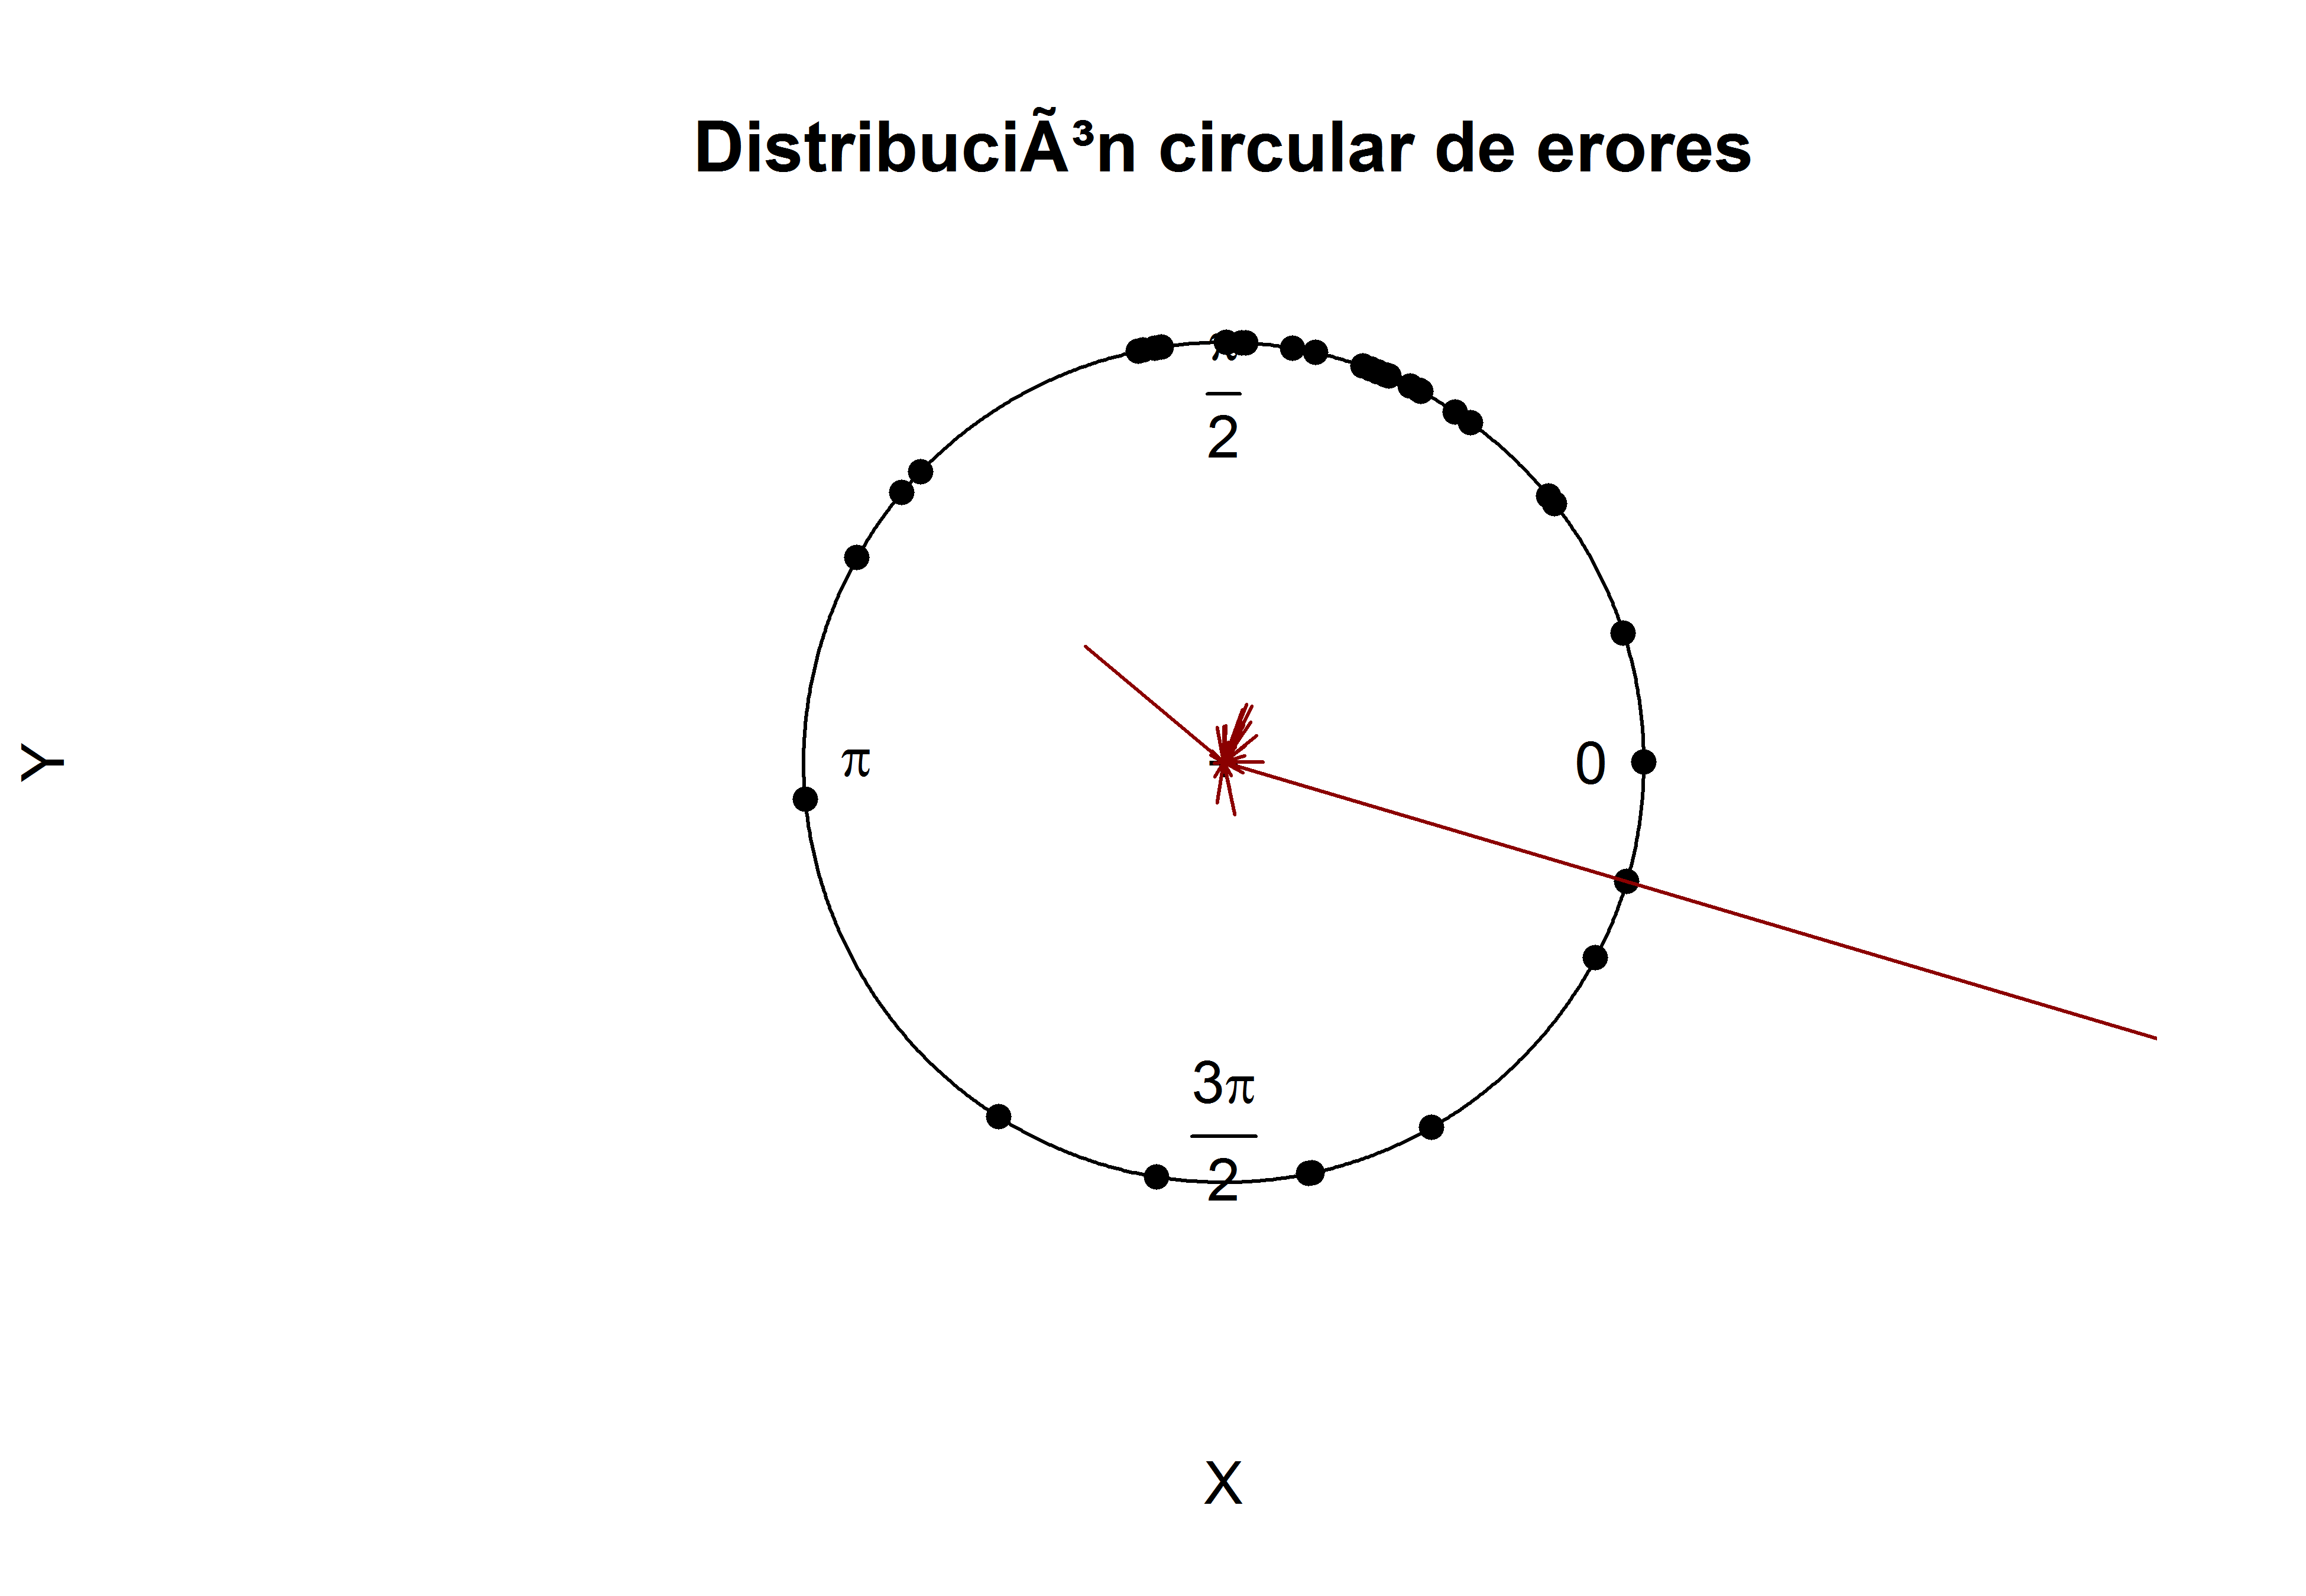 DistribuciÃ³n circular de erores
π
2
Y
π
0
3π
2
X